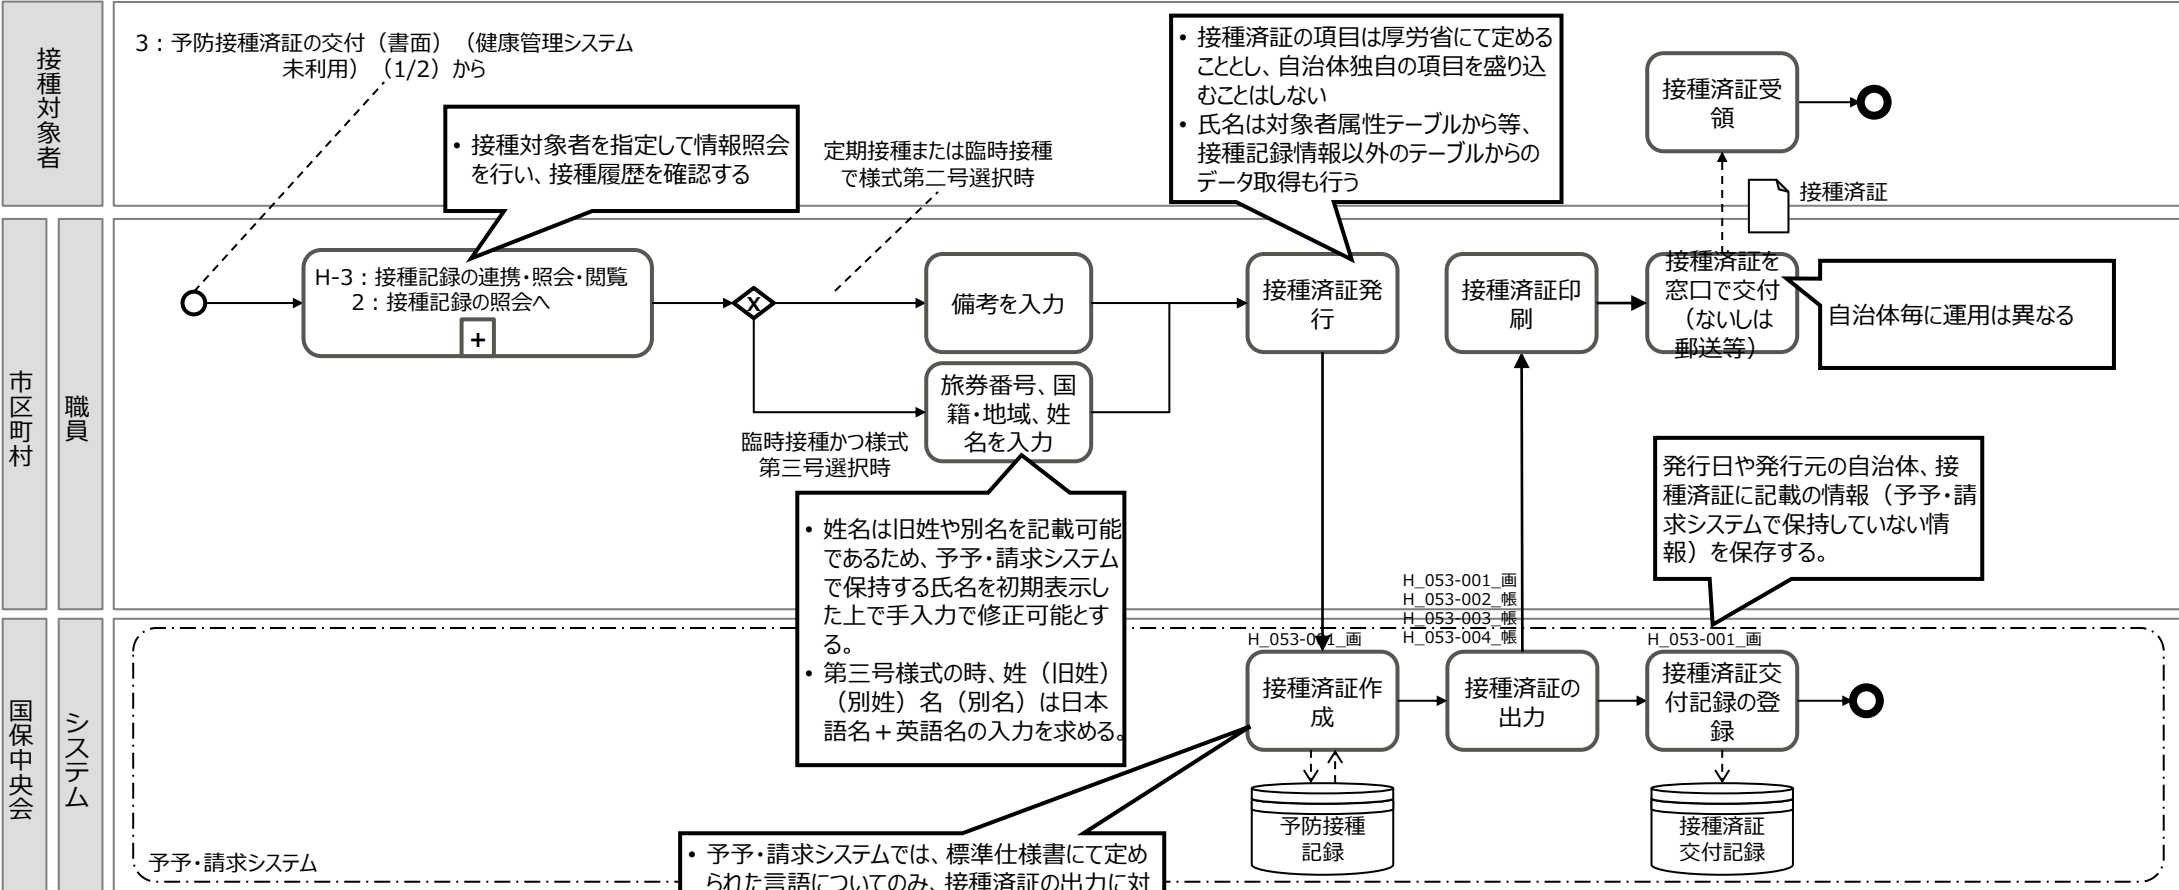 接種対象者
3：予防接種済証の交付（書面）（健康管理システム
未利用）（1/2）から
• 接種対象者を指定して情報照会
を行い、接種履歴を確認する
定期接種または臨時接種
で様式第二号選択時
• 接種済証の項目は厚労省にて定める
こととし、自治体独自の項目を盛り込
むことはしない
• 氏名は対象者属性テーブルから等、
接種記録情報以外のテーブルからの
データ取得も行う
接種済証受
領
接種済証
市区町村
職員
H-3：接種記録の連携・照会・閲覧
2：接種記録の照会へ
+
X
備考を入力
接種済証発
行
接種済証印
刷
接種済証を
窓口で交付
（ないしは
郵送等）
自治体毎に運用は異なる
旅券番号、国
籍・地域、姓
名を入力
臨時接種かつ様式
第三号選択時
• 姓名は旧姓や別名を記載可能
であるため、予予・請求システム
で保持する氏名を初期表示し
た上で手入力で修正可能とす
る。
• 第三号様式の時、姓（旧姓）
（別姓）名（別名）は日本
語名＋英語名の入力を求める。
発行日や発行元の自治体、接
種済証に記載の情報（予予・請
求システムで保持していない情
報）を保存する。
国保中央会
システム
H_053-001_画
H_053-001_画
H_053-002_帳
H_053-003_帳
H_053-004_帳
H_053-001_画
接種済証作
成
接種済証の
出力
接種済証交
付記録の登
録
予防接種
記録
接種済証
交付記録
予予・請求システム
• 予予・請求システムでは、標準仕様書にて定め
られた言語についてのみ、接種済証の出力に対